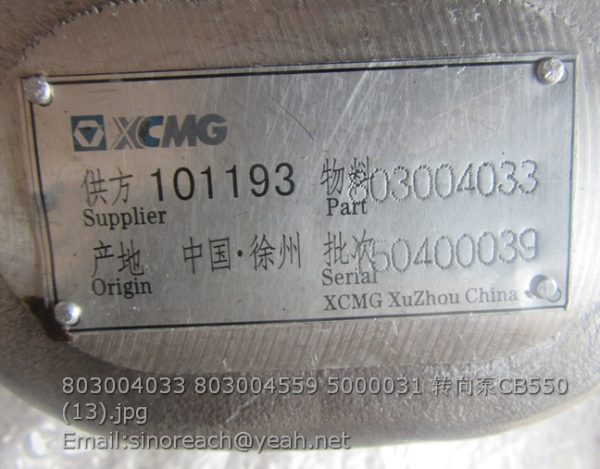 XCMG
供方 101193 物料 803004033
Supplier Part
产地 中国·徐州 批次 50400039
Origin Serial
XCMG XuZhou China
803004033 803004559 5000031 转向泵CB550
(13).jpg
Email:sinoreach@yeah.net